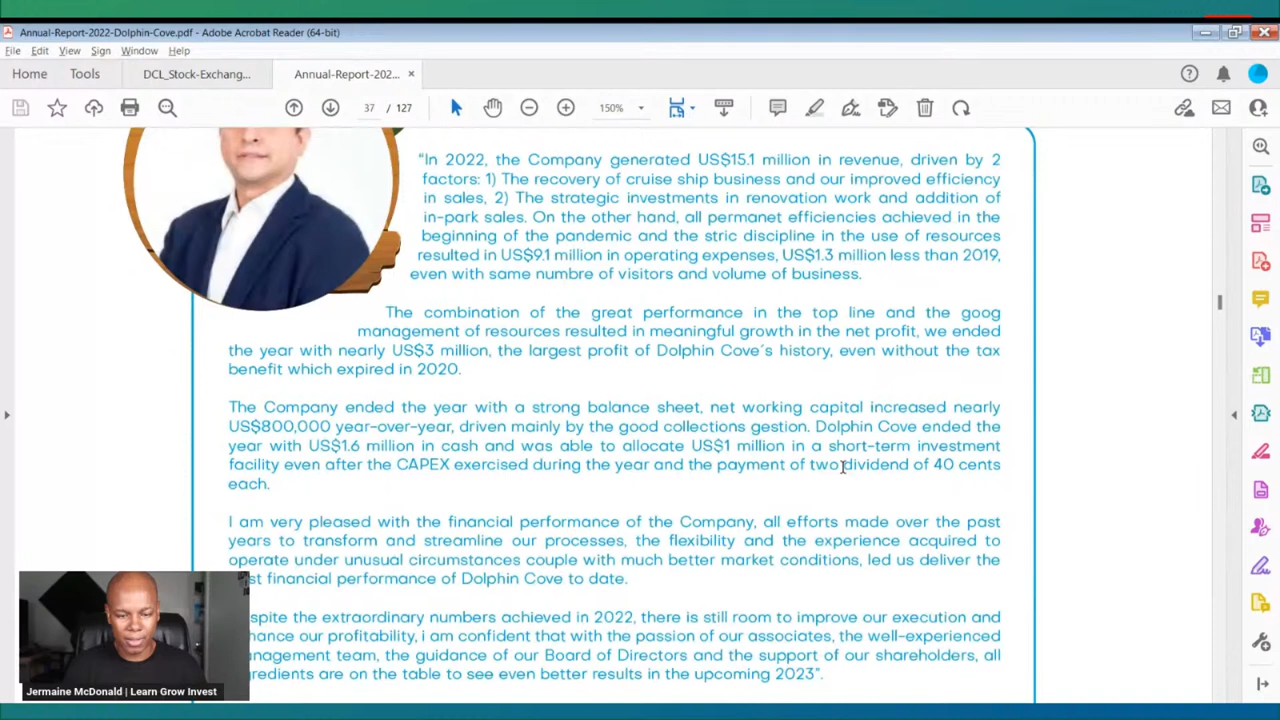 Annual-Report-2022-Dolphin-Cove.pdf - Adobe Acrobat Reader (64-bit)
File Edit View Sign Window Help
Home Tools DCL_Stock-Exchang... Annual-Report-202... ×
37 / 127 150%
“In 2022, the Company generated US$15.1 million in revenue, driven by 2
factors: 1) The recovery of cruise ship business and our improved efficiency
in sales, 2) The strategic investments in renovation work and addition of
in-park sales. On the other hand, all permanet efficiencies achieved in the
beginning of the pandemic and the stric discipline in the use of resources
resulted in US$9.1 million in operating expenses, US$1.3 million less than 2019,
even with same numbre of visitors and volume of business.
The combination of the great performance in the top line and the goog
management of resources resulted in meaningful growth in the net profit, we ended
the year with nearly US$3 million, the largest profit of Dolphin Cove´s history, even without the tax
benefit which expired in 2020.
The Company ended the year with a strong balance sheet, net working capital increased nearly
US$800,000 year-over-year, driven mainly by the good collections gestion. Dolphin Cove ended the
year with US$1.6 million in cash and was able to allocate US$1 million in a short-term investment
facility even after the CAPEX exercised during the year and the payment of two dividend of 40 cents
each.
I am very pleased with the financial performance of the Company, all efforts made over the past
years to transform and streamline our processes, the flexibility and the experience acquired to
operate under unusual circumstances couple with much better market conditions, led us deliver the
financial performance of Dolphin Cove to date.
the extraordinary numbers achieved in 2022, there is still room to improve our execution and
our profitability, i am confident that with the passion of our associates, the well-experienced
team, the guidance of our Board of Directors and the support of our shareholders, all
are on the table to see even better results in the upcoming 2023”.
Jermaine McDonald | Learn Grow Invest